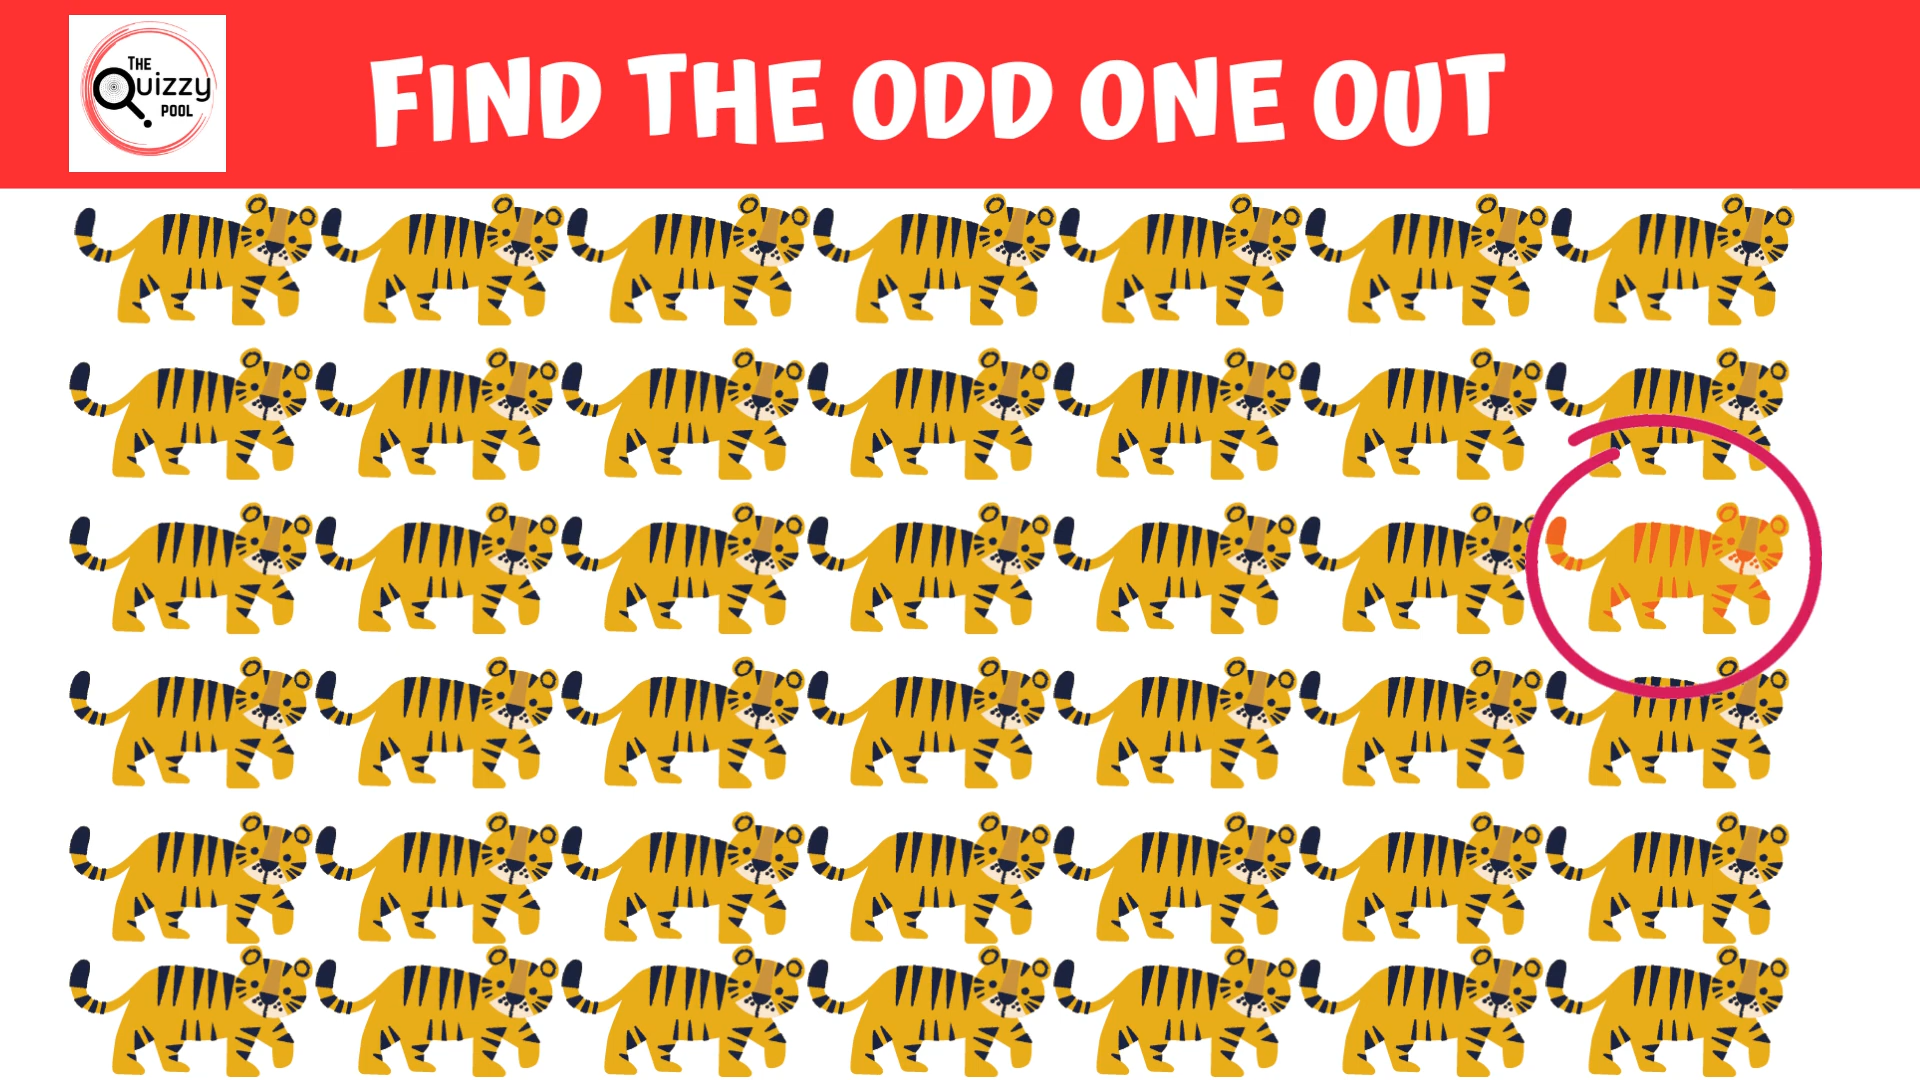 THE
Quizzy
POOL
FIND THE ODD ONE OUT